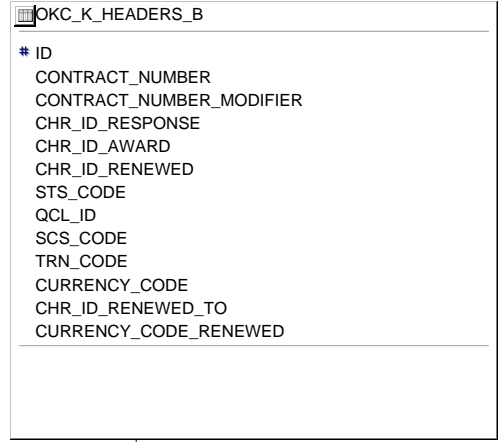 OKC_K_HEADERS_B
# ID
CONTRACT_NUMBER
CONTRACT_NUMBER_MODIFIER
CHR_ID_RESPONSE
CHR_ID_AWARD
CHR_ID_RENEWED
STS_CODE
QCL_ID
SCS_CODE
TRN_CODE
CURRENCY_CODE
CHR_ID_RENEWED_TO
CURRENCY_CODE_RENEWED